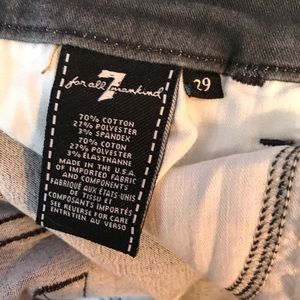 7
for all mankind
29
70% COTTON
27% POLYESTER
3% SPANDEX
70% COTON
27% POLYESTER
3% ÉLASTHANNE
MADE IN THE U.S.A.
OF IMPORTED FABRIC
AND COMPONENTS
FABRIQUÉ AUX ÉTATS-UNIS
DE TISSU ET
COMPOSANTS IMPORTÉS
SEE REVERSE FOR CARE
ENTRETIEN AU VERSO